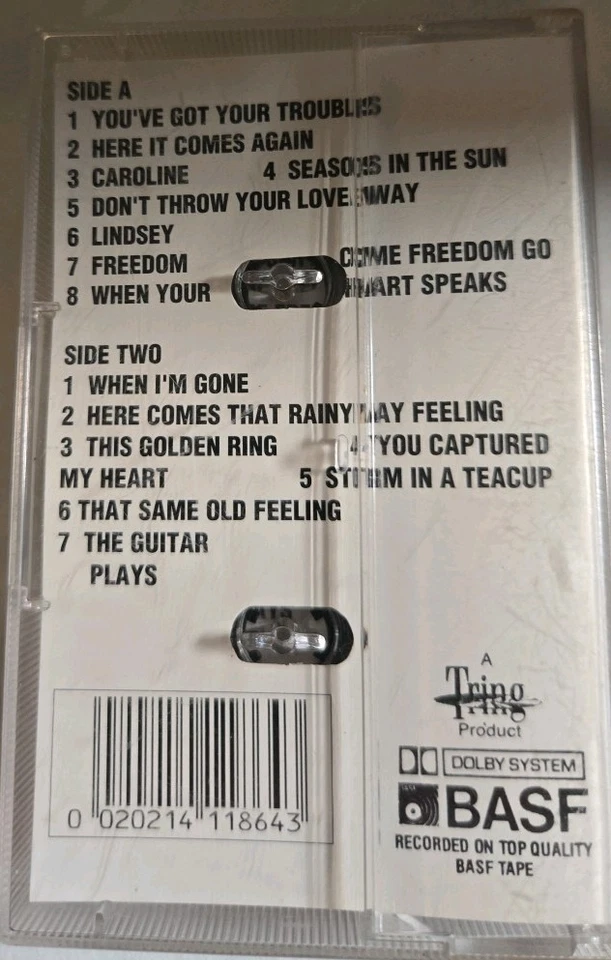 SIDE A
1 YOU'VE GOT YOUR TROUBLES
2 HERE IT COMES AGAIN
3 CAROLINE 4 SEASONS IN THE SUN
5 DON'T THROW YOUR LOVE AWAY
6 LINDSEY
7 FREEDOM COME FREEDOM GO
8 WHEN YOUR HEART SPEAKS
SIDE TWO
1 WHEN I'M GONE
2 HERE COMES THAT RAINY DAY FEELING
3 THIS GOLDEN RING 4 YOU CAPTURED
MY HEART 5 STORM IN A TEACUP
6 THAT SAME OLD FEELING
7 THE GUITAR
PLAYS
A
Tring
Product
DOLBY SYSTEM
BASF
RECORDED ON TOP QUALITY
BASF TAPE
0 020214 118643